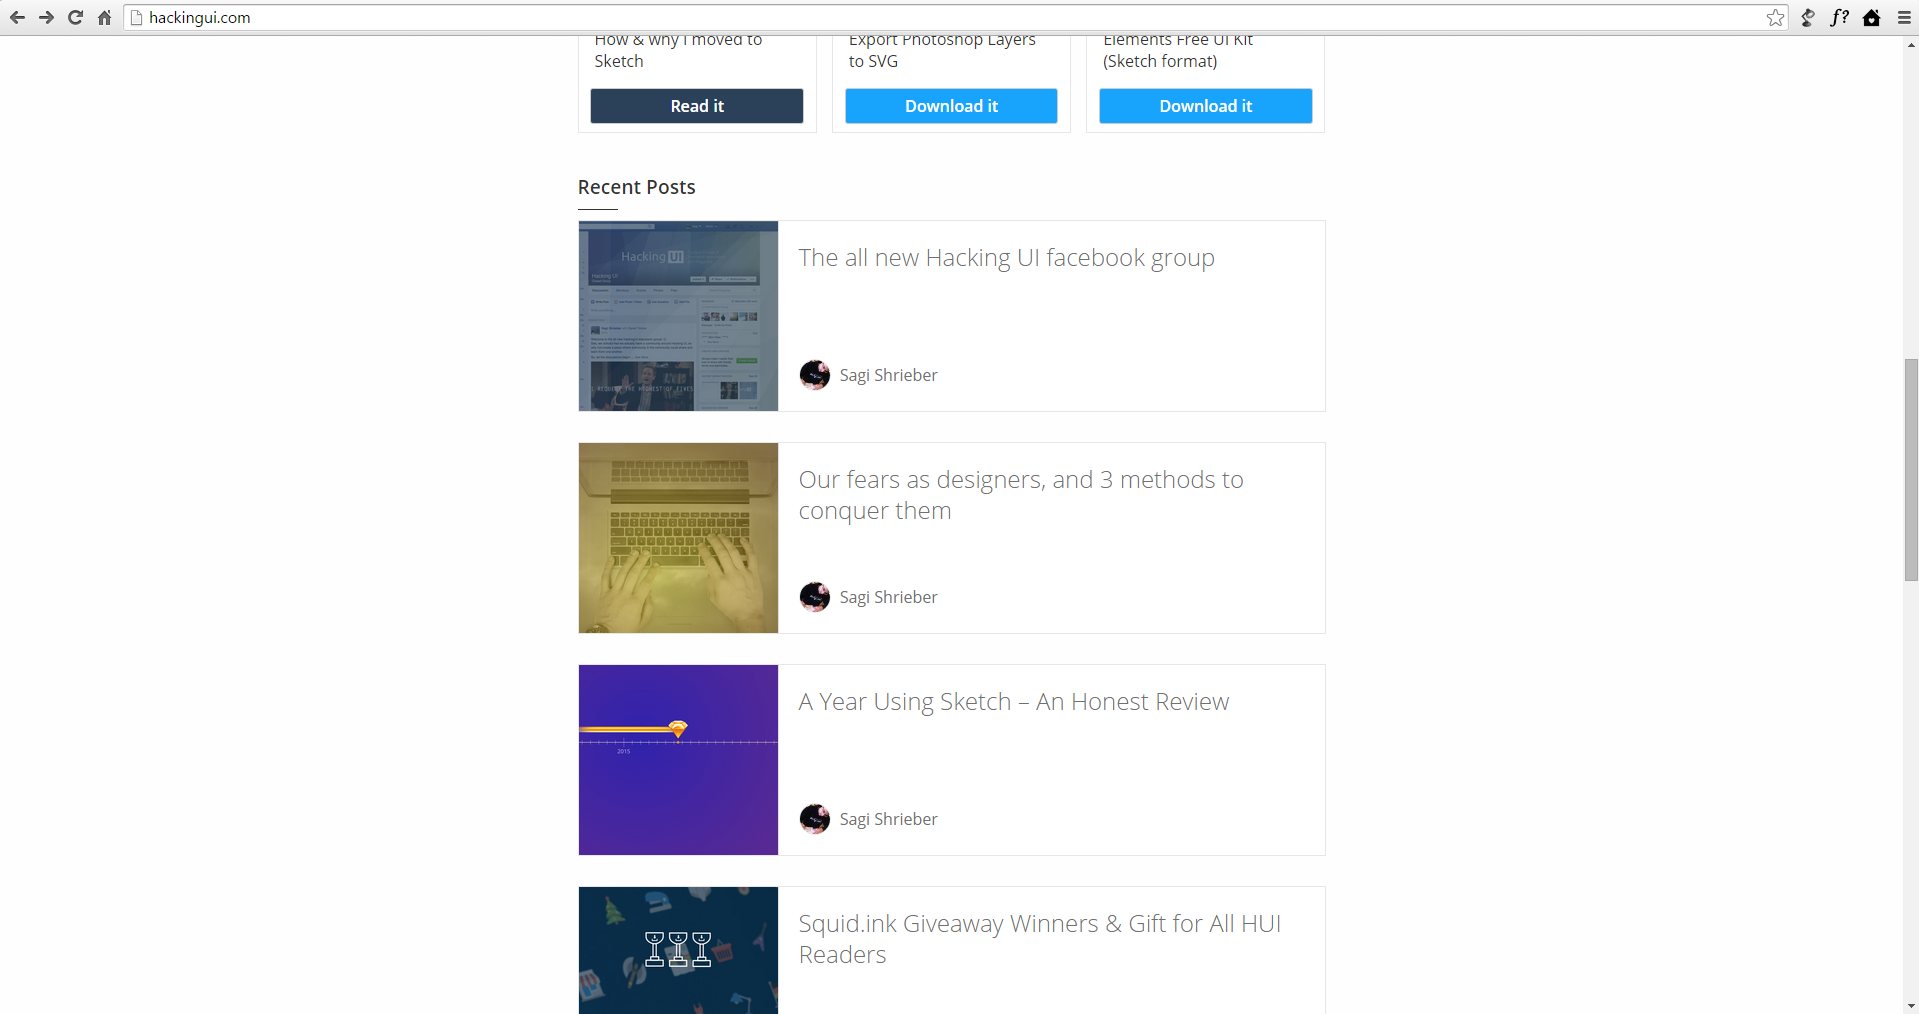 hackingui.com
f?
How & why I moved to
Sketch
Read it
Export Photoshop Layers
to SVG
Download it
Elements Free UI Kit
(Sketch format)
Download it
Recent Posts
Hacking UI
The all new Hacking UI facebook group
Sagi Shrieber
Our fears as designers, and 3 methods to
conquer them
Sagi Shrieber
2015
A Year Using Sketch – An Honest Review
Sagi Shrieber
Squid.ink Giveaway Winners & Gift for All HUI
Readers